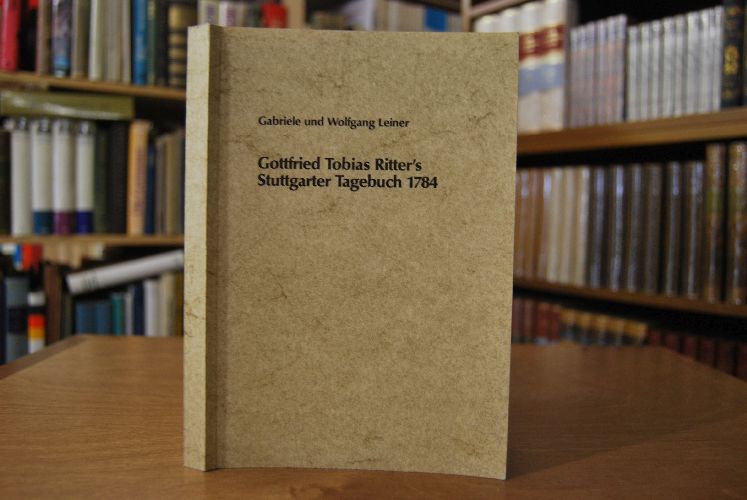 Gabriele und Wolfgang Leiner
Gottfried Tobias Ritter's
Stuttgarter Tagebuch 1784